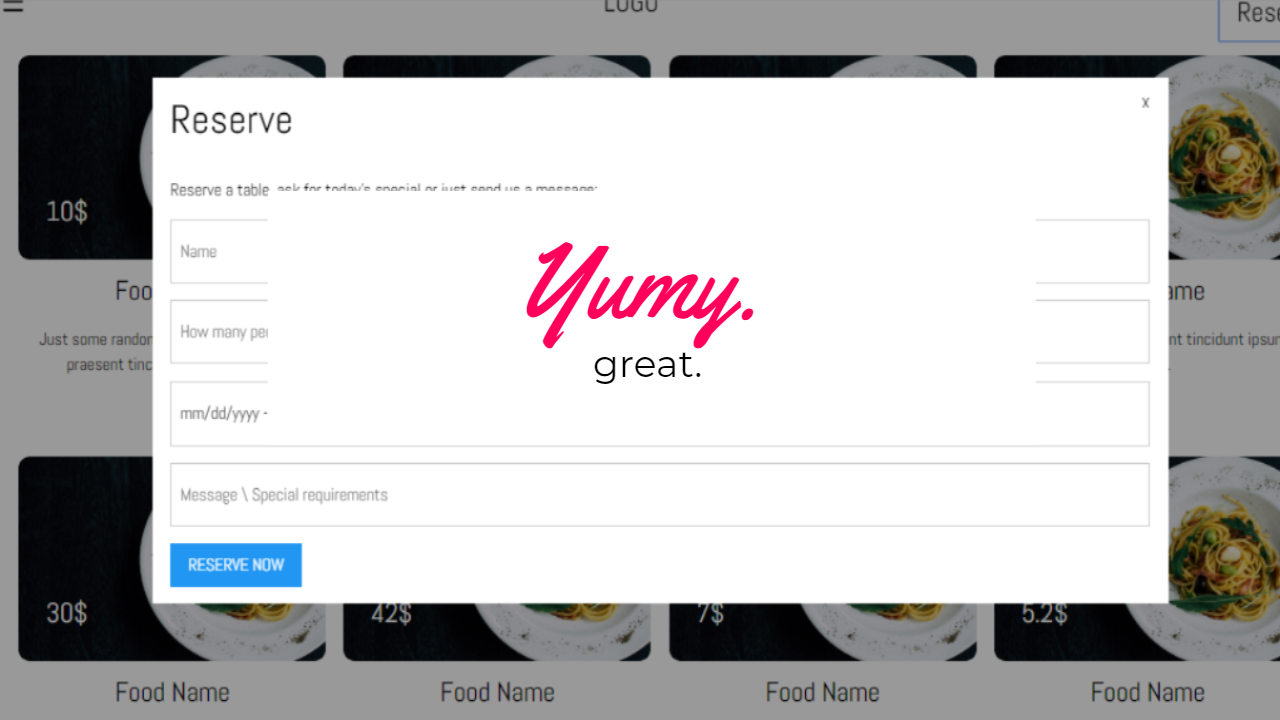 ☰ LOGO Rese
Reserve
x
Reserve a table, ask for today's special or just send us a message:
10$
Name
Yumy.
great.
Foo
ame
How many pe
Just some randor
nt tincidunt ipsur
praesent tinc
mm/dd/yyyy -
Message \ Special requirements
RESERVE NOW
30$ 42$ 7$ 5.2$
Food Name Food Name Food Name Food Name